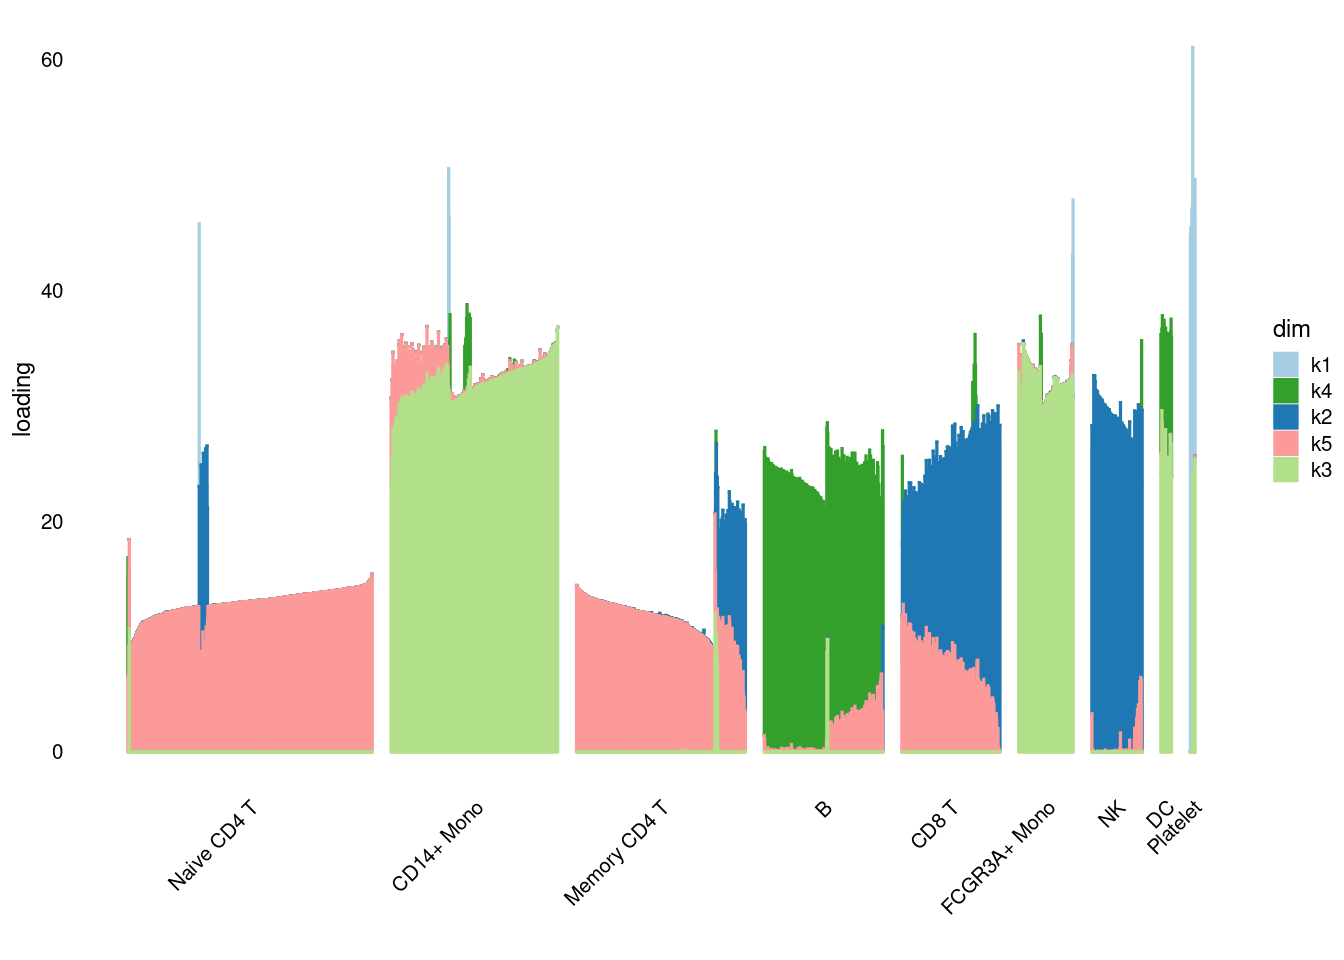 60
40
20
0
loading
Naive CD4 T
CD14+ Mono
Memory CD4 T
B
CD8 T
FCGR3A+ Mono
NK
DC
Platelet
dim
k1
k4
k2
k5
k3